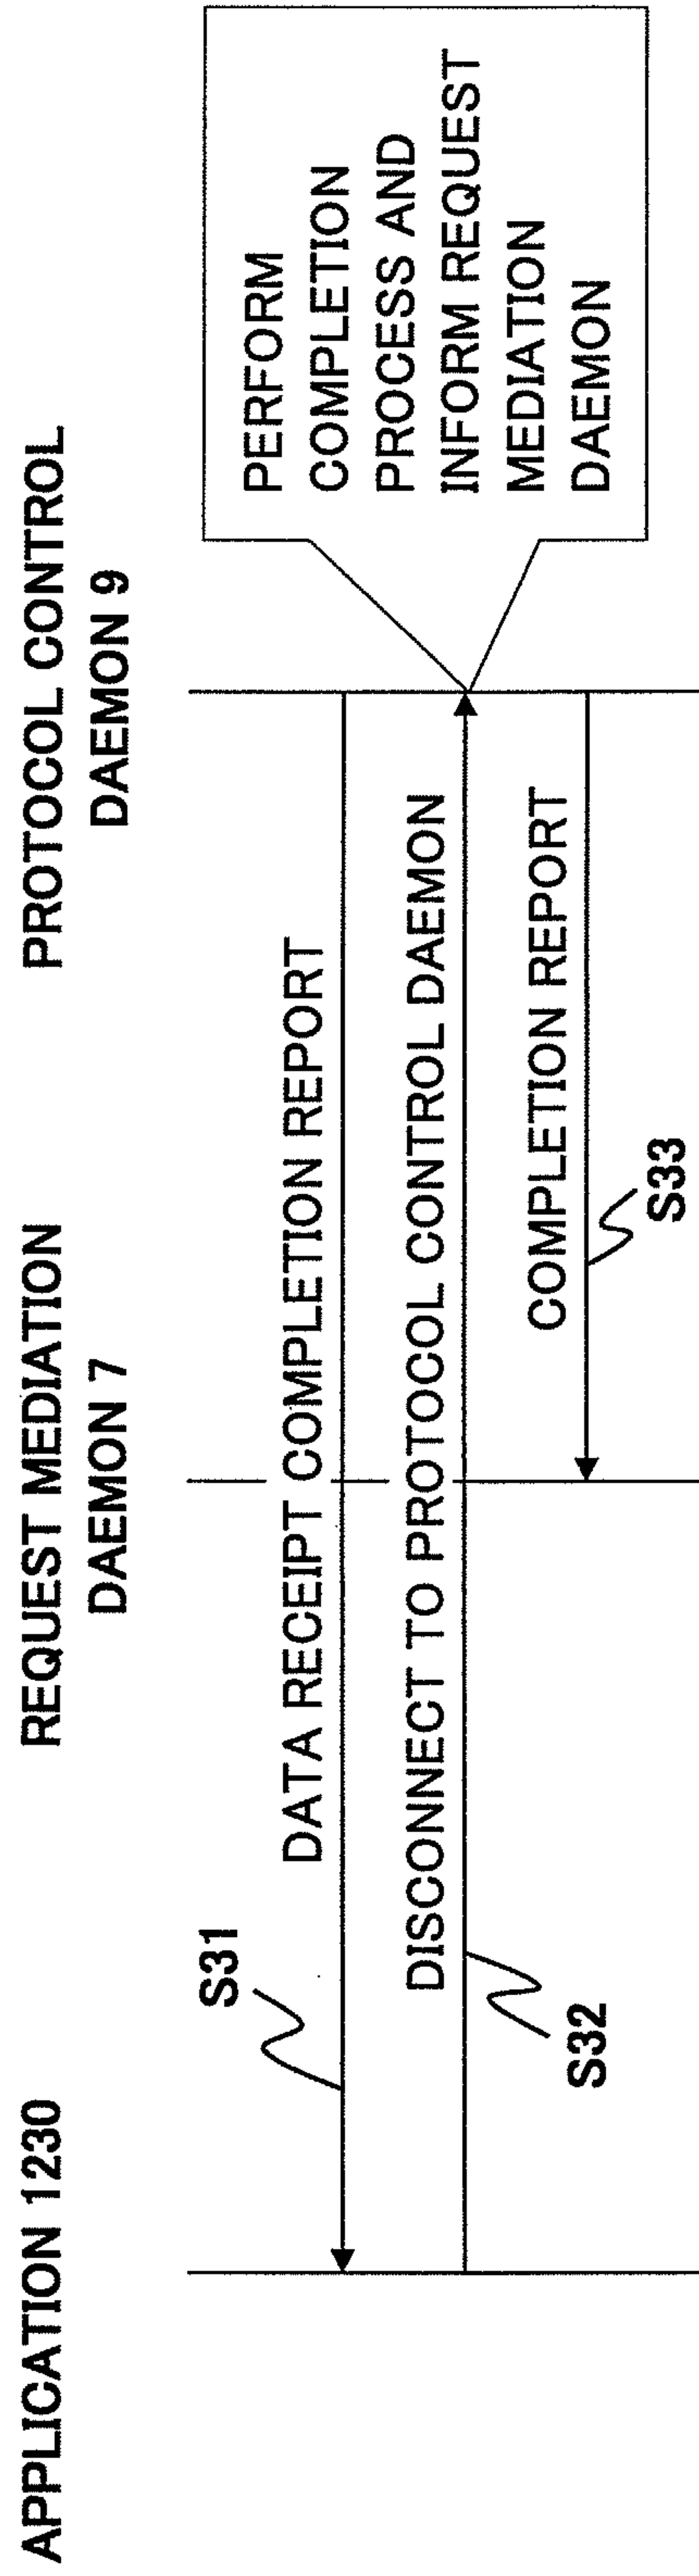 APPLICATION 1230
REQUEST MEDIATION
DAEMON 7
PROTOCOL CONTROL
DAEMON 9
S31
DATA RECEIPT COMPLETION REPORT
DISCONNECT TO PROTOCOL CONTROL DAEMON
S32
COMPLETION REPORT
S33
PERFORM
COMPLETION
PROCESS AND
INFORM REQUEST
MEDIATION
DAEMON